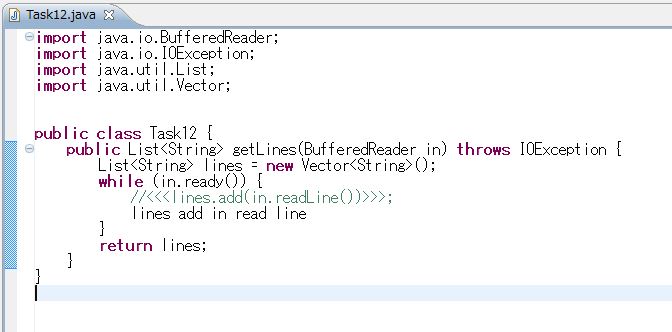 Task12.java
import java.io.BufferedReader;
import java.io.IOException;
import java.util.List;
import java.util.Vector;
public class Task12 {
public List<String> getLines(BufferedReader in) throws IOException {
List<String> lines = new Vector<String>();
while (in.ready()) {
//<<<lines.add(in.readLine())>>>;
lines add in read line
}
return lines;
}
}